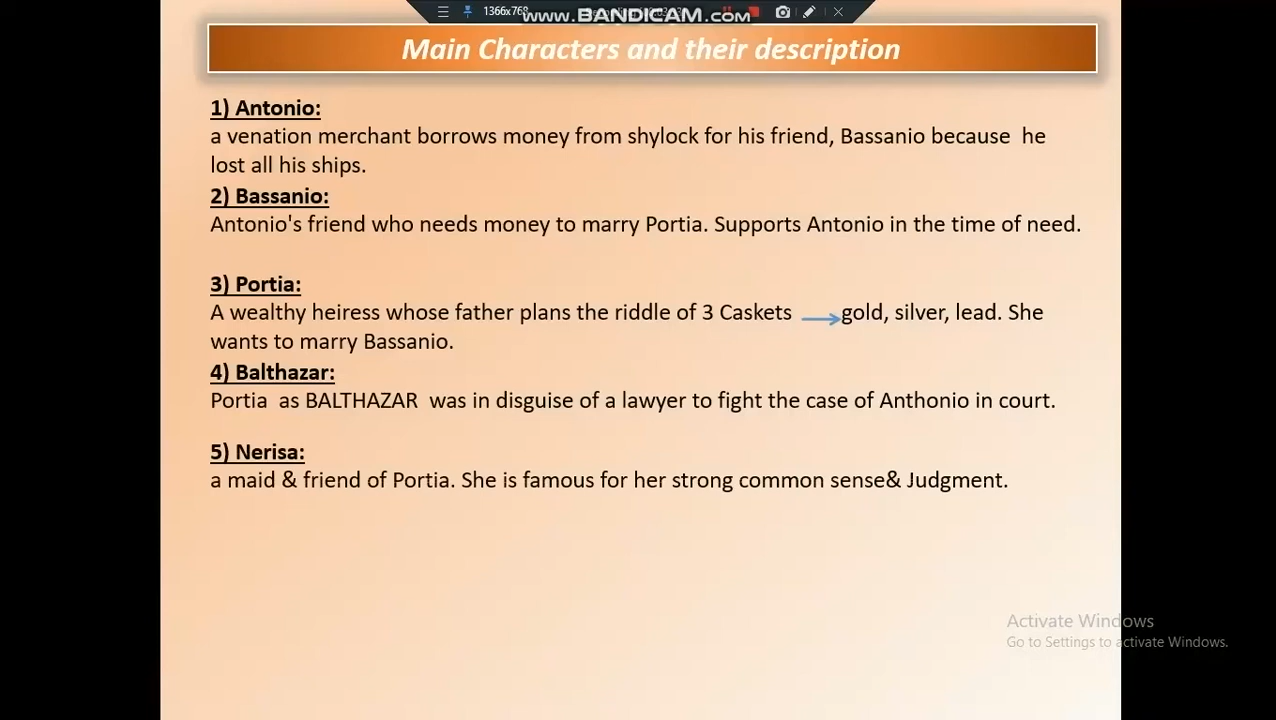 1366x768
www.BANDICAM.com
Main Characters and their description
1) Antonio:
a venation merchant borrows money from shylock for his friend, Bassanio because he
lost all his ships.
2) Bassanio:
Antonio's friend who needs money to marry Portia. Supports Antonio in the time of need.
3) Portia:
A wealthy heiress whose father plans the riddle of 3 Caskets → gold, silver, lead. She
wants to marry Bassanio.
4) Balthazar:
Portia as BALTHAZAR was in disguise of a lawyer to fight the case of Anthonio in court.
5) Nerisa:
a maid & friend of Portia. She is famous for her strong common sense& Judgment.
Activate Windows
Go to Settings to activate Windows.